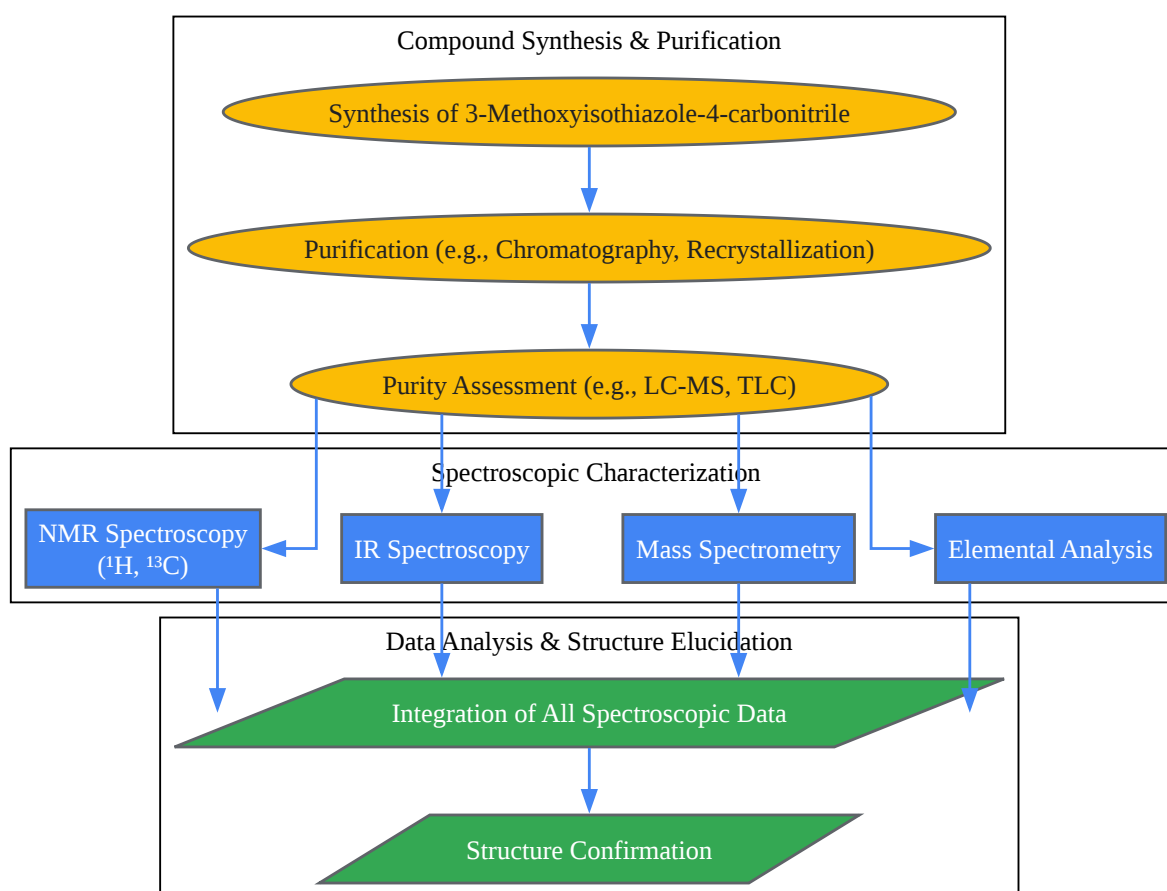 Compound Synthesis & Purification
Synthesis of 3-Methoxyisothiazole-4-carbonitrile
Purification (e.g., Chromatography, Recrystallization)
Purity Assessment (e.g., LC-MS, TLC)
Spectroscopic Characterization
NMR Spectroscopy
(¹H, ¹³C)
IR Spectroscopy
Mass Spectrometry
Elemental Analysis
Data Analysis & Structure Elucidation
Integration of All Spectroscopic Data
Structure Confirmation